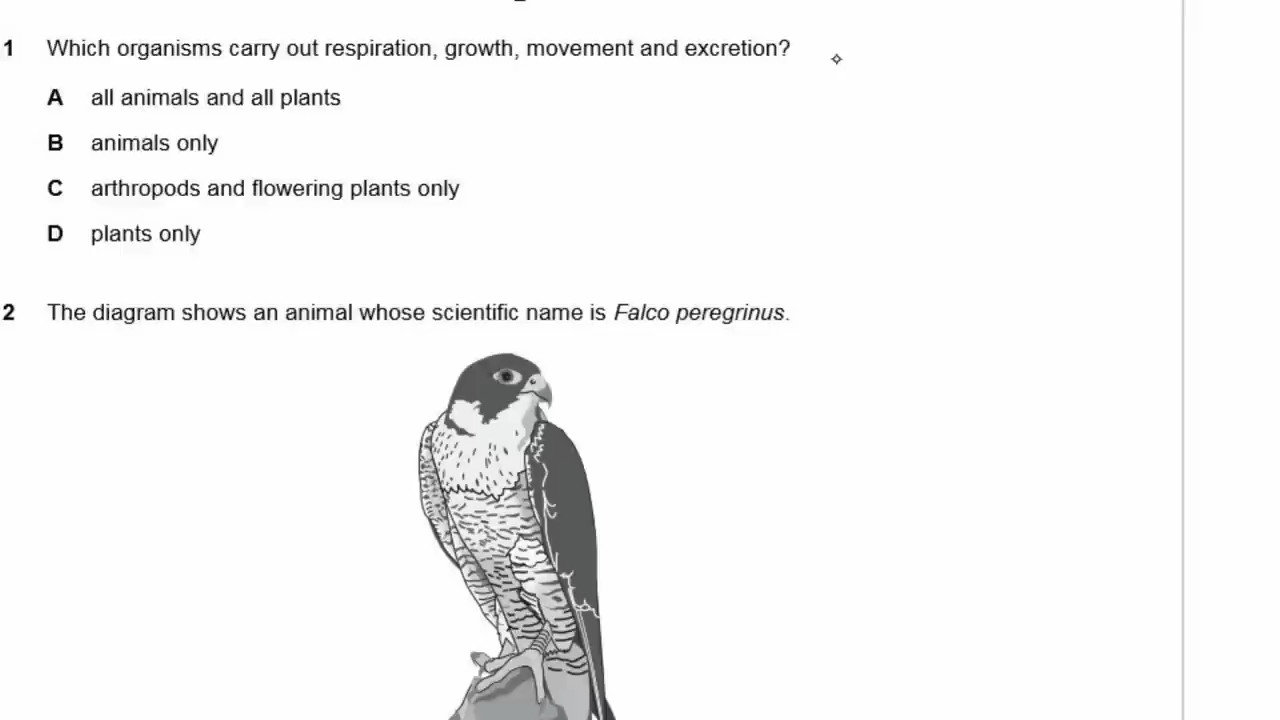 1 Which organisms carry out respiration, growth, movement and excretion?
A all animals and all plants
B animals only
C arthropods and flowering plants only
D plants only
2 The diagram shows an animal whose scientific name is Falco peregrinus.